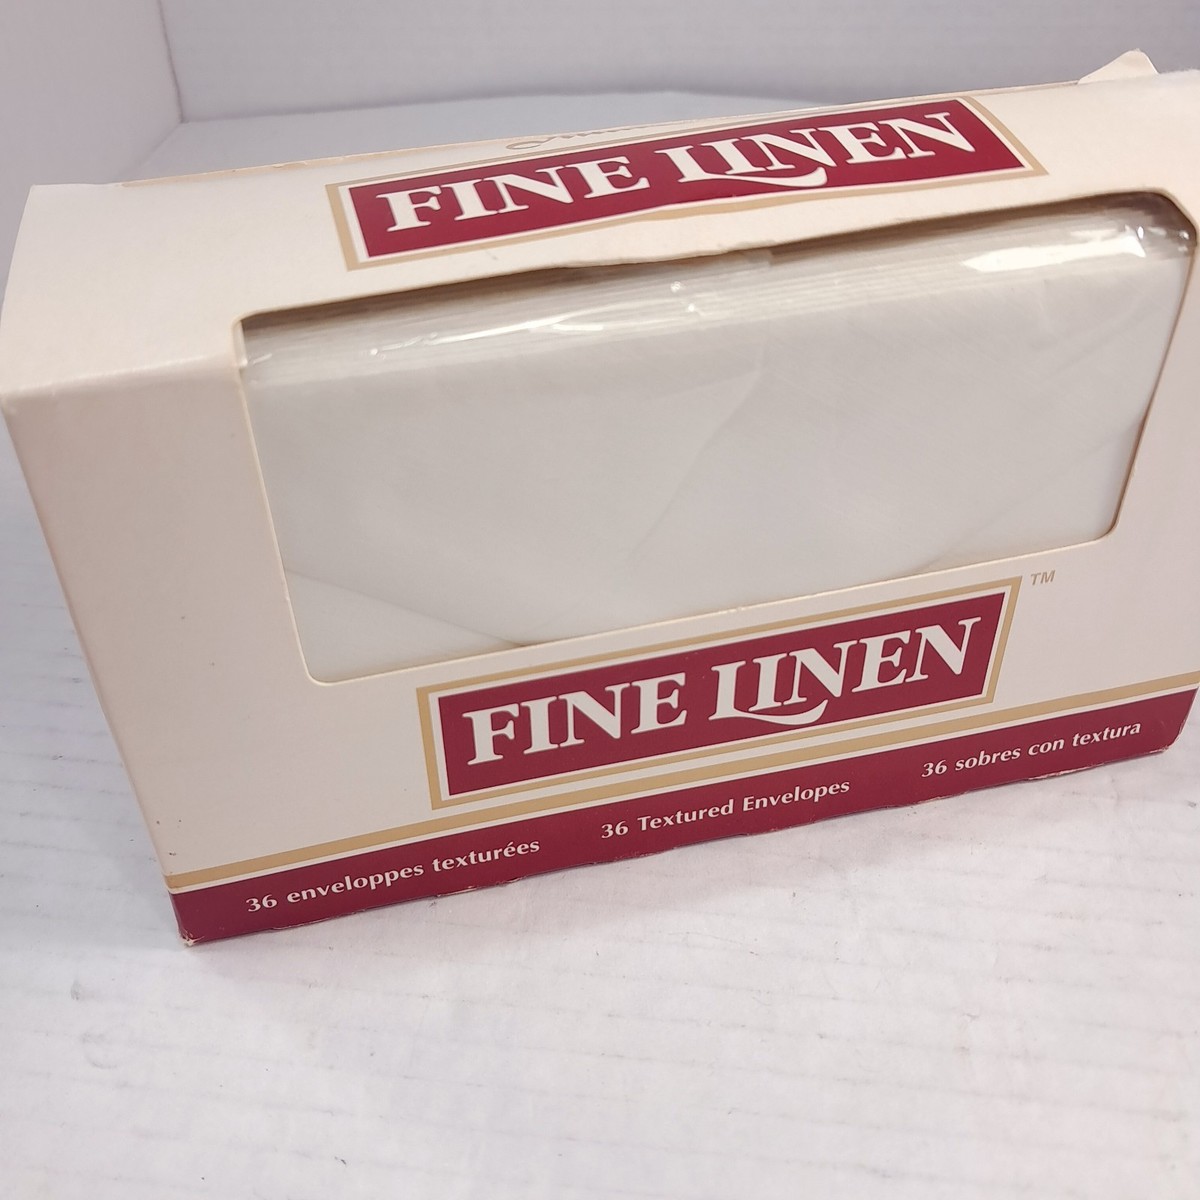 FINE LINEN
FINE LINEN
TM
36 enveloppes texturées
36 Textured Envelopes
36 sobres con textura